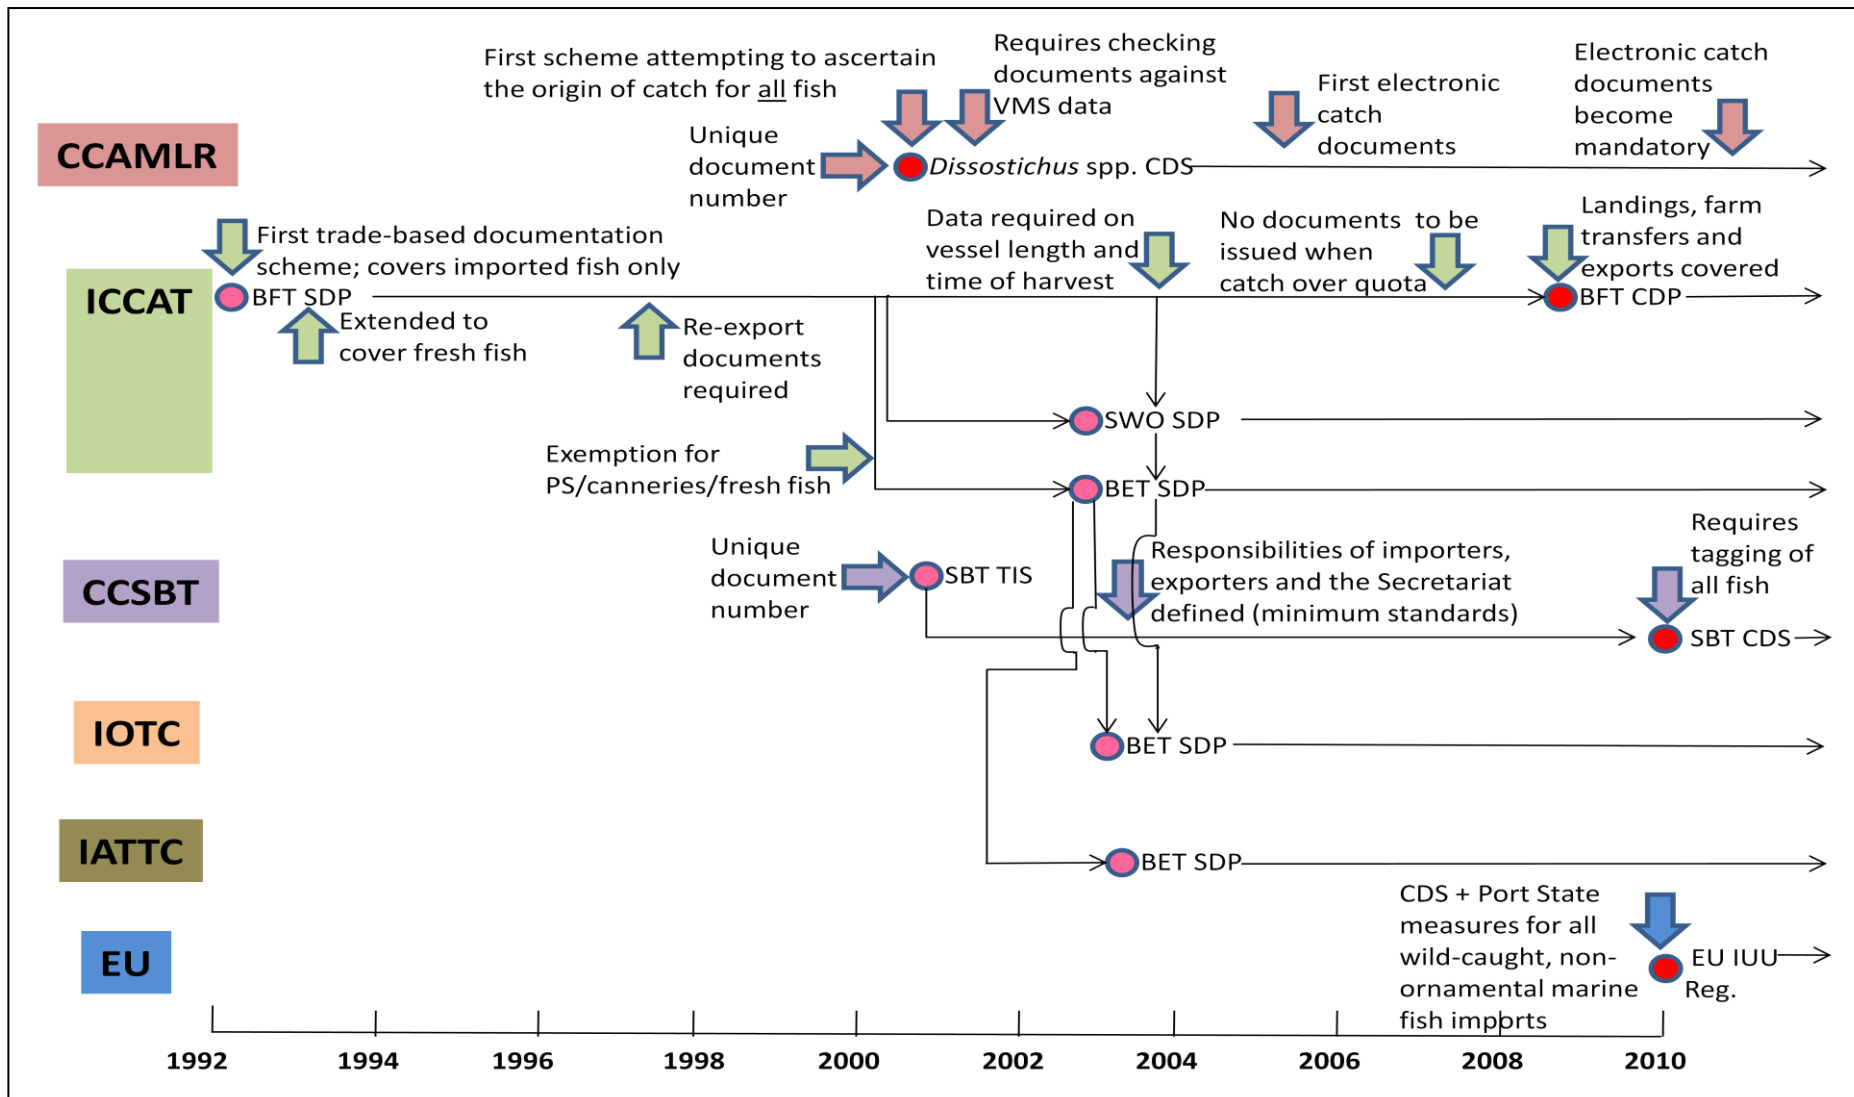 First scheme attempting to ascertain
the origin of catch for all fish
Requires checking
documents against
VMS data
First electronic
catch
documents
Electronic catch
documents
become
mandatory
CCAMLR
Unique
document
number
Dissostichus spp. CDS
First trade-based documentation
scheme; covers imported fish only
Data required on
vessel length and
time of harvest
No documents to be
issued when
catch over quota
Landings, farm
transfers and
exports covered
ICCAT
BFT SDP
BFT CDP
Extended to
cover fresh fish
Re-export
documents
required
SWO SDP
Exemption for
PS/canneries/fresh fish
BET SDP
CCSBT
Unique
document
number
SBT TIS
Responsibilities of importers,
exporters and the Secretariat
defined (minimum standards)
Requires
tagging of
all fish
SBT CDS
IOTC
BET SDP
IATTC
BET SDP
EU
CDS + Port State
measures for all
wild-caught, non-
ornamental marine
fish imports
EU IUU
Reg.
1992 1994 1996 1998 2000 2002 2004 2006 2008 2010